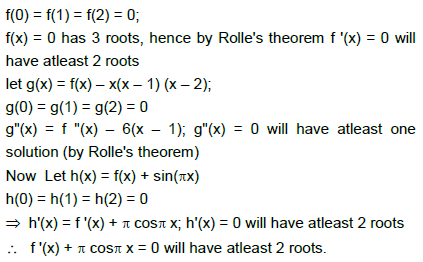 f(0) = f(1) = f(2) = 0;
f(x) = 0 has 3 roots, hence by Rolle's theorem f '(x) = 0 will
have atleast 2 roots
let g(x) = f(x) – x(x – 1) (x – 2);
g(0) = g(1) = g(2) = 0
g"(x) = f "(x) – 6(x – 1); g"(x) = 0 will have atleast one
solution (by Rolle's theorem)
Now Let h(x) = f(x) + sin(πx)
h(0) = h(1) = h(2) = 0
⇒ h'(x) = f '(x) + π cosπ x; h'(x) = 0 will have atleast 2 roots
∴ f '(x) + π cosπ x = 0 will have atleast 2 roots.